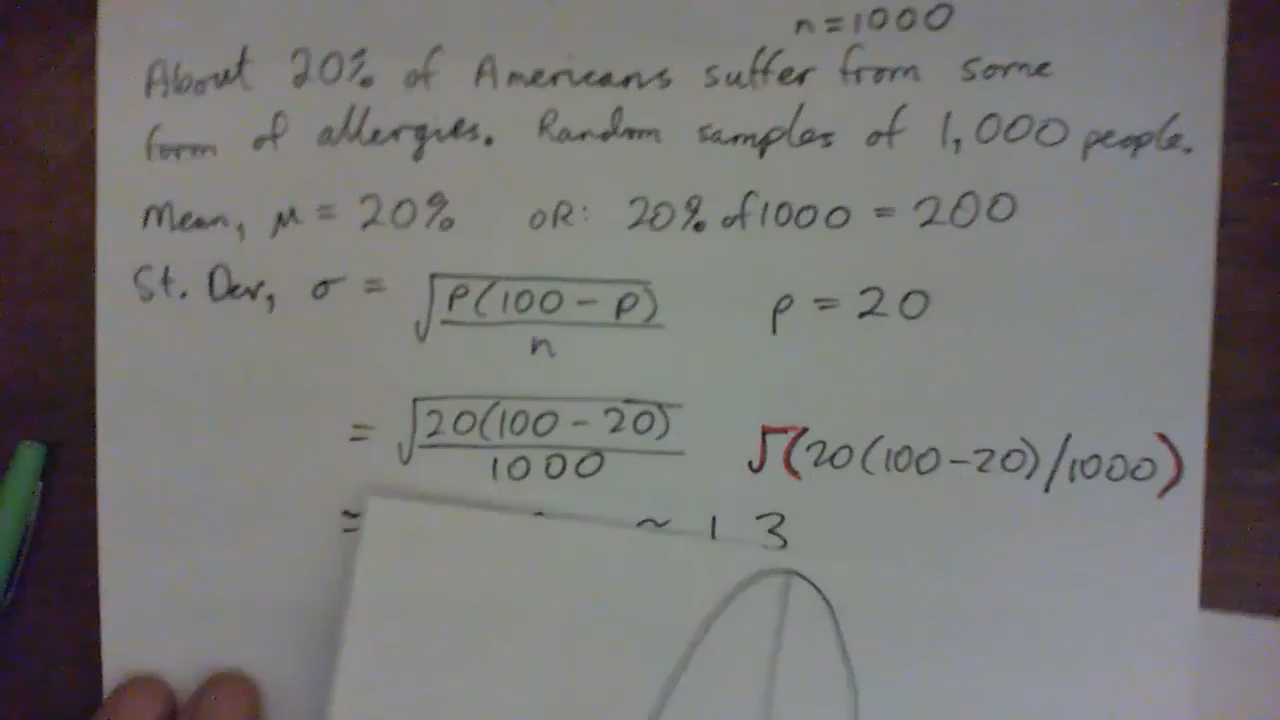 n=1000
About 20% of Americans suffer from some
form of allergies. Random samples of 1,000 people.
Mean, μ = 20% OR: 20% of 1000 = 200
St. Dev, σ = √(P(100 - P)/n) P = 20
= √(20(100 - 20)/1000) √(20(100-20)/1000)
≈ ~ 1 3